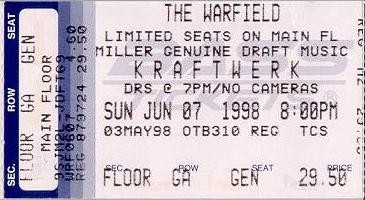 THE WARFIELD
LIMITED SEATS ON MAIN FL
MILLER GENUINE DRAFT MUSIC
KRAFTWERK
DRS @ 7PM/NO CAMERAS
SUN JUN 07 1998 8:00PM
03MAY98 OTB310 REG TCS
SEC. ROW SEAT
FLOOR GA GEN 29.50
SEC. ROW SEAT
FLOOR GA GEN
MAIN FLOOR
REG 879724 29.50